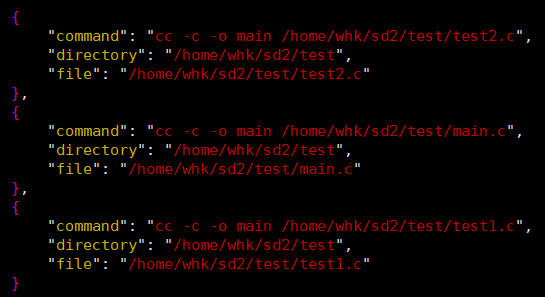 {
    "command": "cc -c -o main /home/whk/sd2/test/test2.c",
    "directory": "/home/whk/sd2/test",
    "file": "/home/whk/sd2/test/test2.c"
},
{
    "command": "cc -c -o main /home/whk/sd2/test/main.c",
    "directory": "/home/whk/sd2/test",
    "file": "/home/whk/sd2/test/main.c"
},
{
    "command": "cc -c -o main /home/whk/sd2/test/test1.c",
    "directory": "/home/whk/sd2/test",
    "file": "/home/whk/sd2/test/test1.c"
}